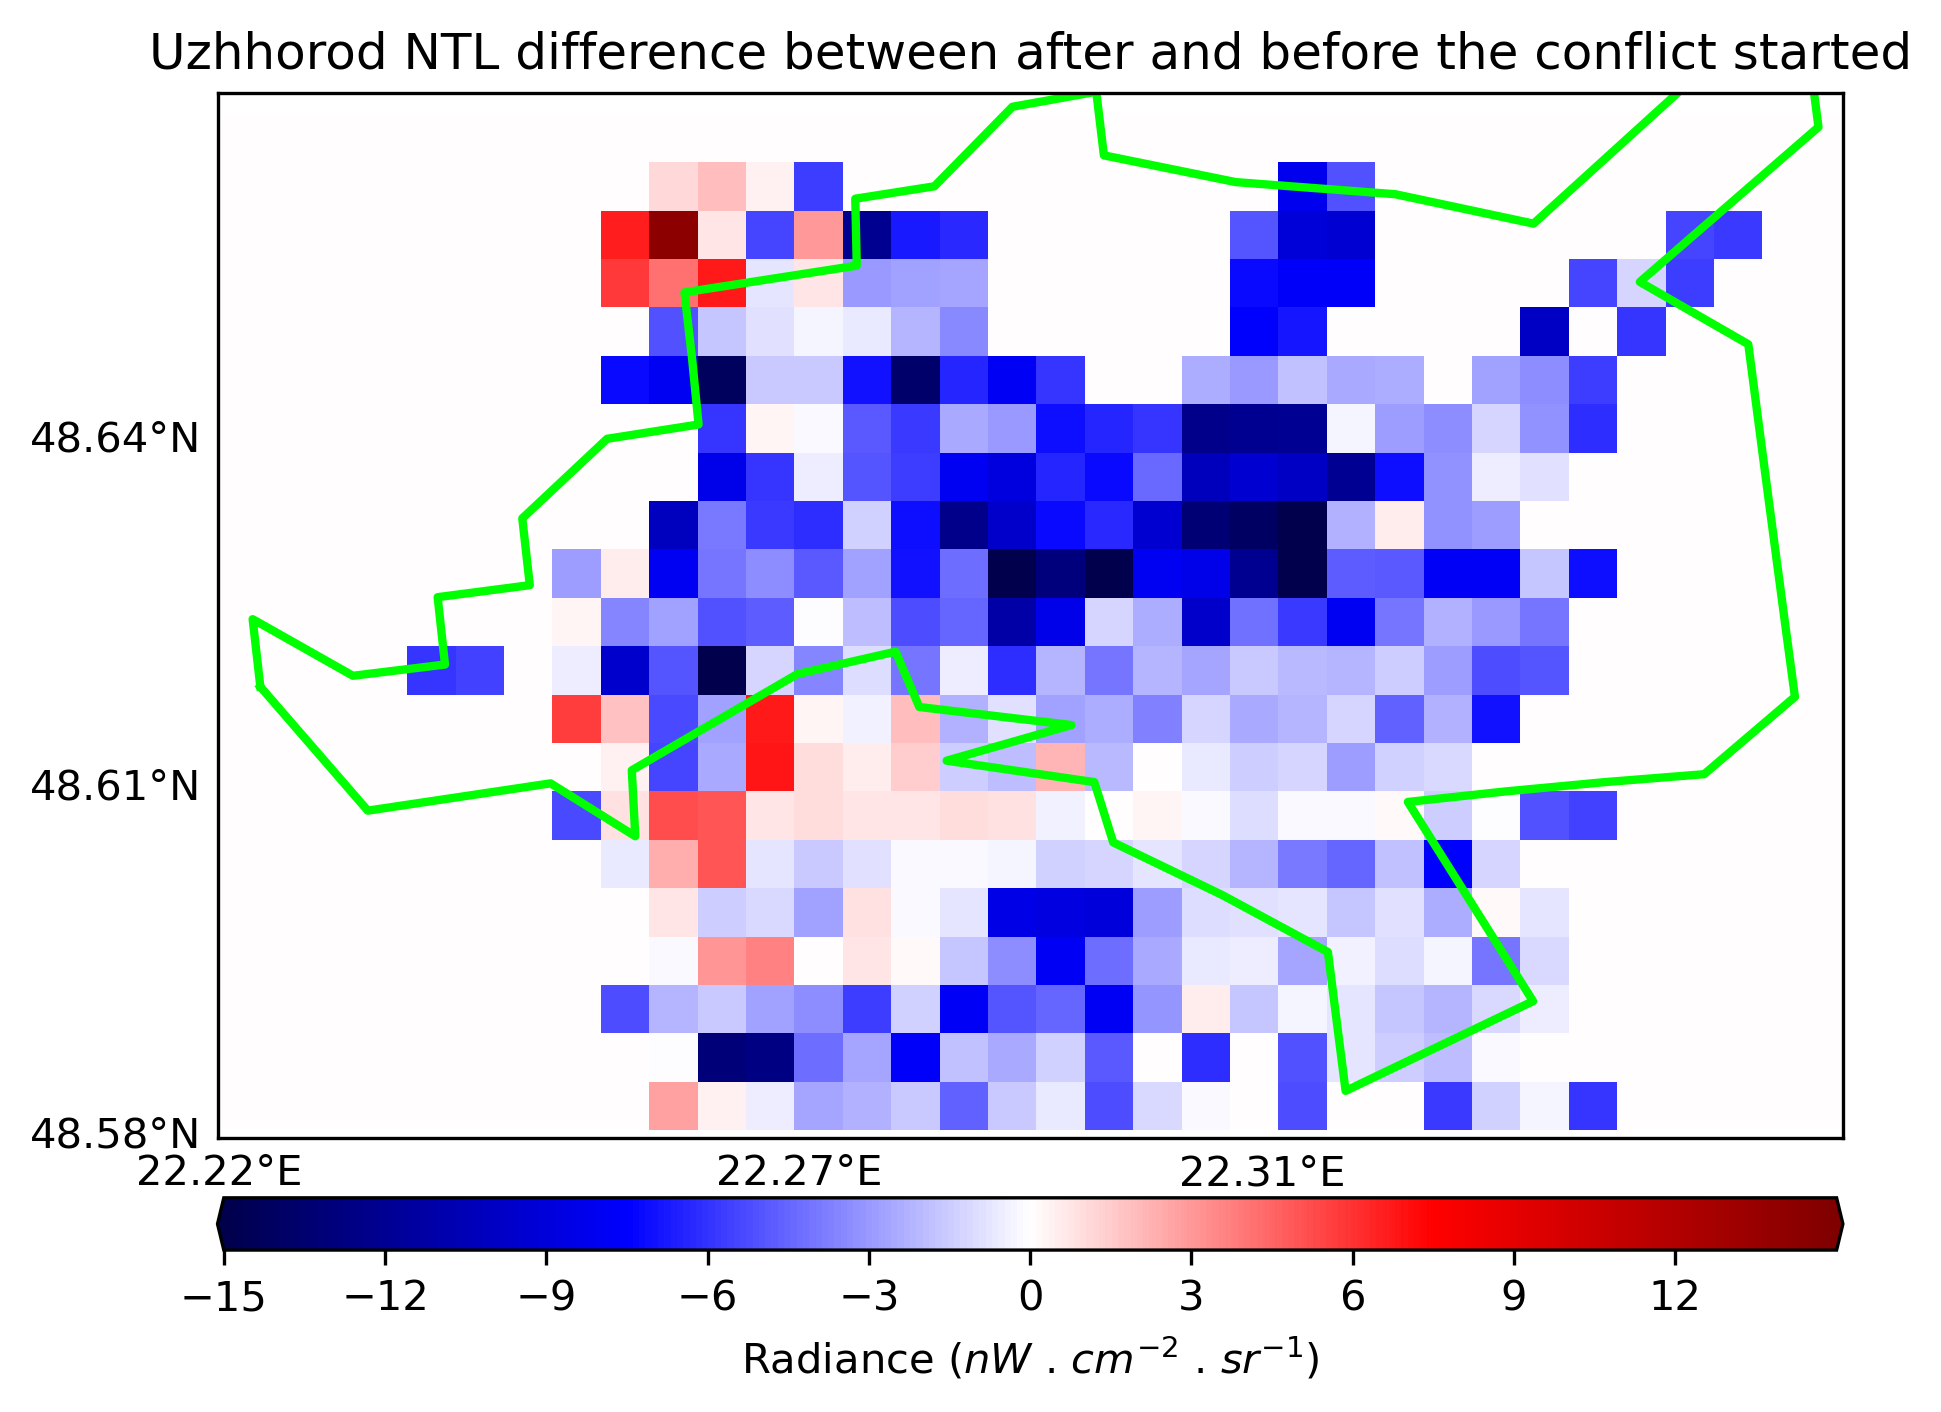 Uzhhorod NTL difference between after and before the conflict started
48.64°N
48.61°N
48.58°N
22.22°E 22.27°E 22.31°E
−15 −12 −9 −6 −3 0 3 6 9 12
Radiance (nW . cm⁻² . sr⁻¹)